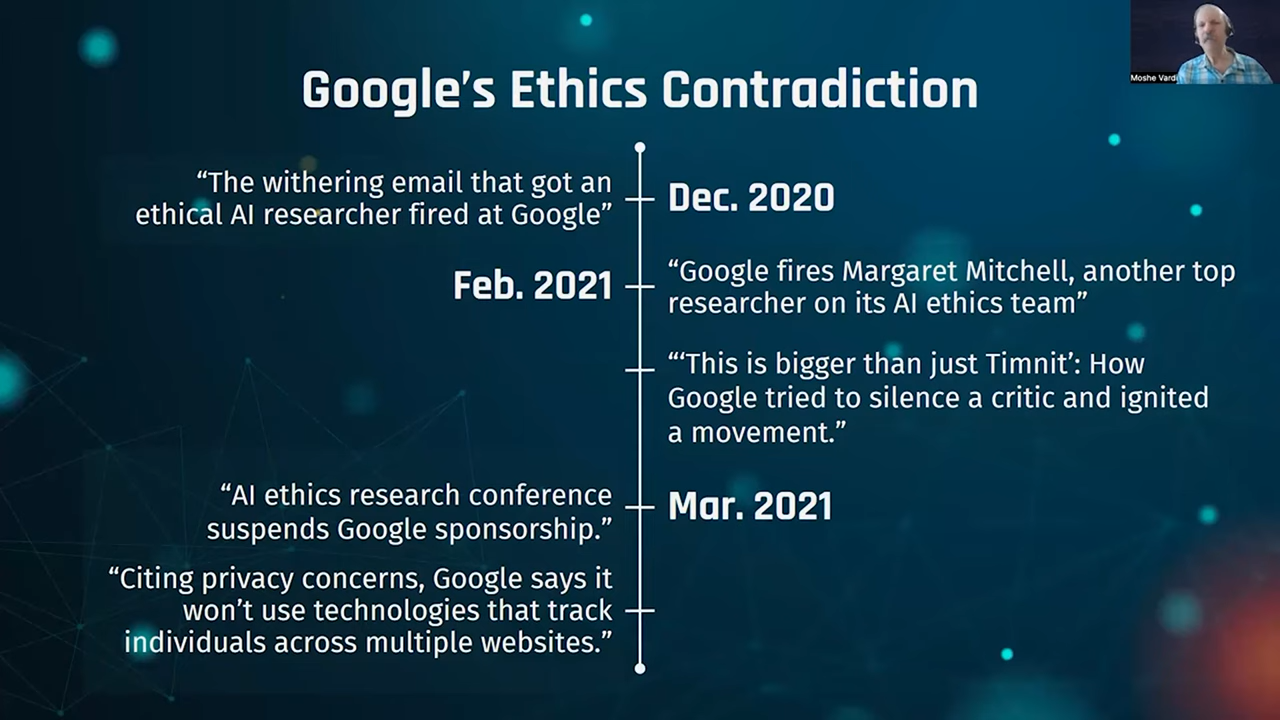 Google's Ethics Contradiction
Moshe Vardi
“The withering email that got an
ethical AI researcher fired at Google”
Dec. 2020
Feb. 2021
“Google fires Margaret Mitchell, another top
researcher on its AI ethics team”
“‘This is bigger than just Timnit’: How
Google tried to silence a critic and ignited
a movement.”
“AI ethics research conference
suspends Google sponsorship.”
Mar. 2021
“Citing privacy concerns, Google says it
won’t use technologies that track
individuals across multiple websites.”